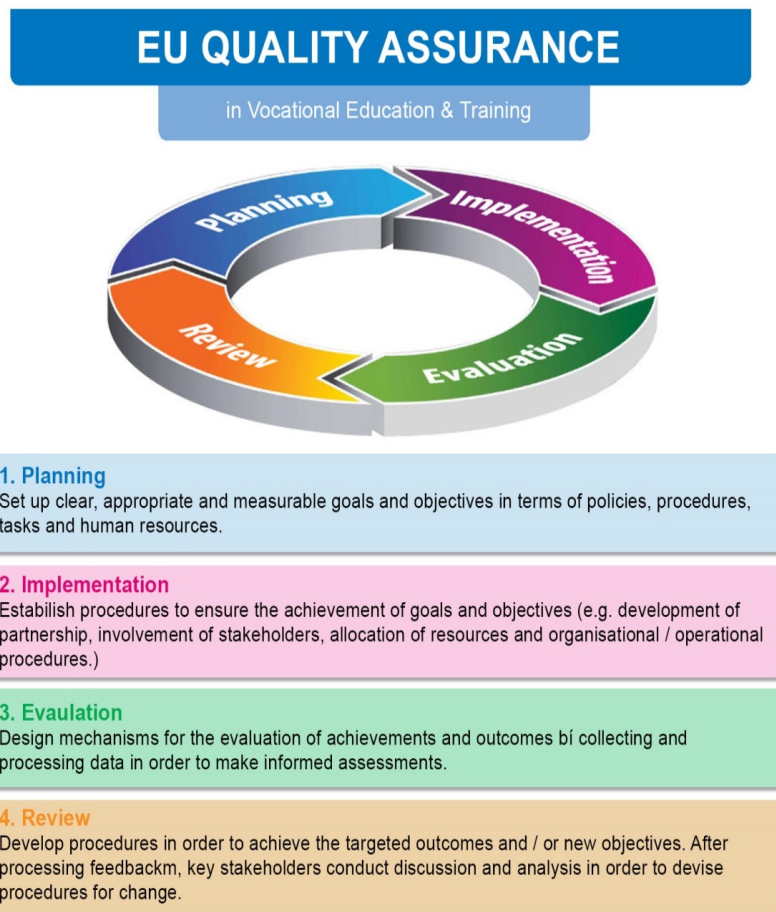 EU QUALITY ASSURANCE
in Vocational Education & Training
Planning
Implementation
Evaluation
Review
1. Planning
Set up clear, appropriate and measurable goals and objectives in terms of policies, procedures,
tasks and human resources.
2. Implementation
Estabilish procedures to ensure the achievement of goals and objectives (e.g. development of
partnership, involvement of stakeholders, allocation of resources and organisational / operational
procedures.)
3. Evaulation
Design mechanisms for the evaluation of achievements and outcomes bí collecting and
processing data in order to make informed assessments.
4. Review
Develop procedures in order to achieve the targeted outcomes and / or new objectives. After
processing feedbackm, key stakeholders conduct discussion and analysis in order to devise
procedures for change.